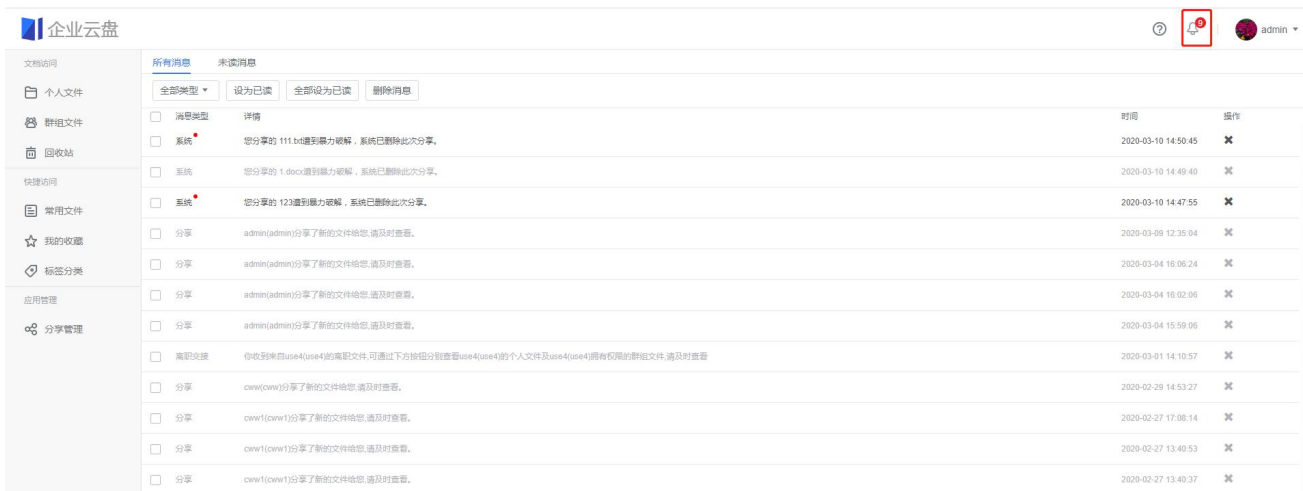 企业云盘
9
admin
文档访问
个人文件
群组文件
回收站
快捷访问
常用文件
我的收藏
标签分类
应用管理
分享管理
所有消息 未读消息
全部类型 设为已读 全部设为已读 删除消息
消息类型 详情 时间 操作
系统 您分享的 111.txt遭到暴力破解，系统已删除此次分享。 2020-03-10 14:50:45
系统 您分享的 1.docx遭到暴力破解，系统已删除此次分享。 2020-03-10 14:49:40
系统 您分享的 123遭到暴力破解，系统已删除此次分享。 2020-03-10 14:47:55
分享 admin(admin)分享了新的文件给您,请及时查看。 2020-03-09 12:35:04
分享 admin(admin)分享了新的文件给您,请及时查看。 2020-03-04 16:06:24
分享 admin(admin)分享了新的文件给您,请及时查看。 2020-03-04 16:02:06
分享 admin(admin)分享了新的文件给您,请及时查看。 2020-03-04 15:59:06
离职交接 你收到来自use4(use4)的离职文件,可通过下方按钮分别查看use4(use4)的个人文件及use4(use4)拥有权限的群组文件,请及时查看 2020-03-01 14:10:57
分享 cww(cww)分享了新的文件给您,请及时查看。 2020-02-29 14:53:27
分享 cww1(cww1)分享了新的文件给您,请及时查看。 2020-02-27 17:08:14
分享 cww1(cww1)分享了新的文件给您,请及时查看。 2020-02-27 13:40:53
分享 cww1(cww1)分享了新的文件给您,请及时查看。 2020-02-27 13:40:37